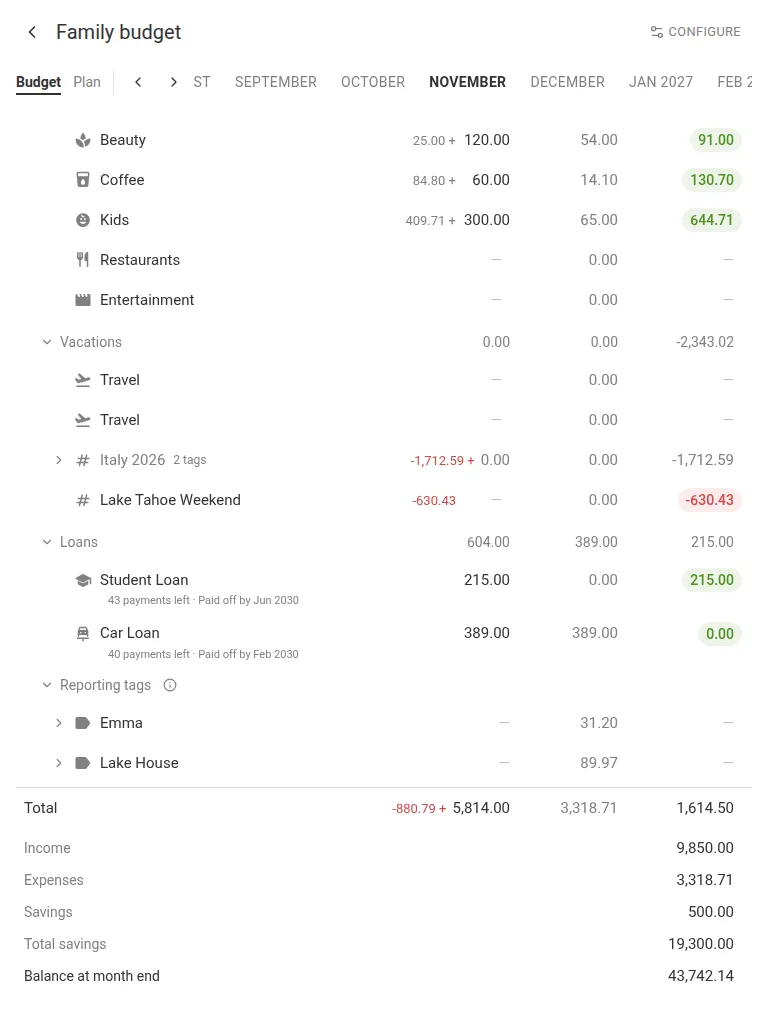 Family budget CONFIGURE
Budget Plan ST SEPTEMBER OCTOBER NOVEMBER DECEMBER JAN 2027 FEB 2
Beauty 25.00 + 120.00 54.00 91.00
Coffee 84.80 + 60.00 14.10 130.70
Kids 409.71 + 300.00 65.00 644.71
Restaurants — 0.00 —
Entertainment — 0.00 —
Vacations 0.00 0.00 -2,343.02
Travel — 0.00 —
Travel — 0.00 —
# Italy 2026 2 tags -1,712.59 + 0.00 0.00 -1,712.59
# Lake Tahoe Weekend -630.43 — 0.00 -630.43
Loans 604.00 389.00 215.00
Student Loan 215.00 0.00 215.00
43 payments left · Paid off by Jun 2030
Car Loan 389.00 389.00 0.00
40 payments left · Paid off by Feb 2030
Reporting tags
Emma — 31.20 —
Lake House — 89.97 —
Total -880.79 + 5,814.00 3,318.71 1,614.50
Income 9,850.00
Expenses 3,318.71
Savings 500.00
Total savings 19,300.00
Balance at month end 43,742.14